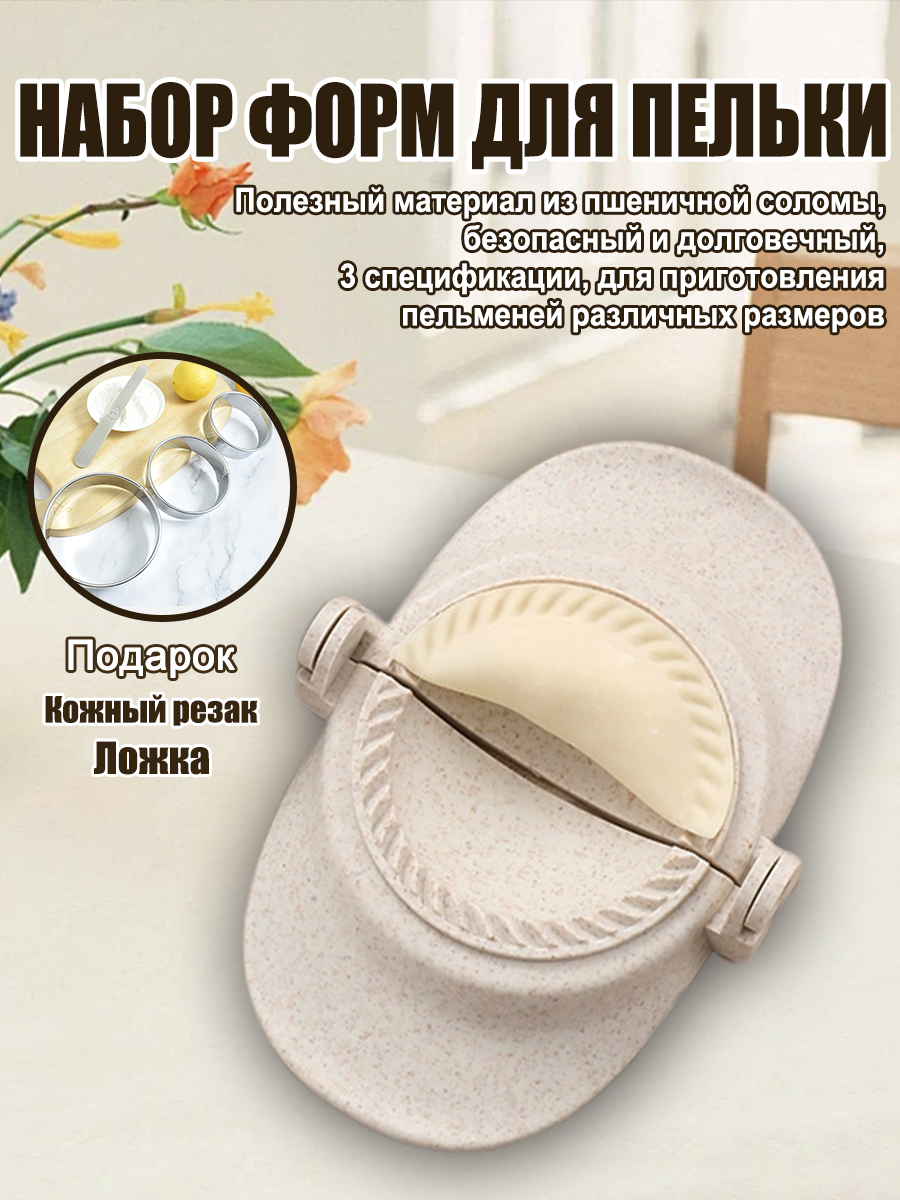 НАБОР ФОРМ ДЛЯ ПЕЛЬКИ
Полезный материал из пшеничной соломы,
безопасный и долговечный,
3 спецификации, для приготовления
пельменей различных размеров
Подарок
Кожный резак
Ложка